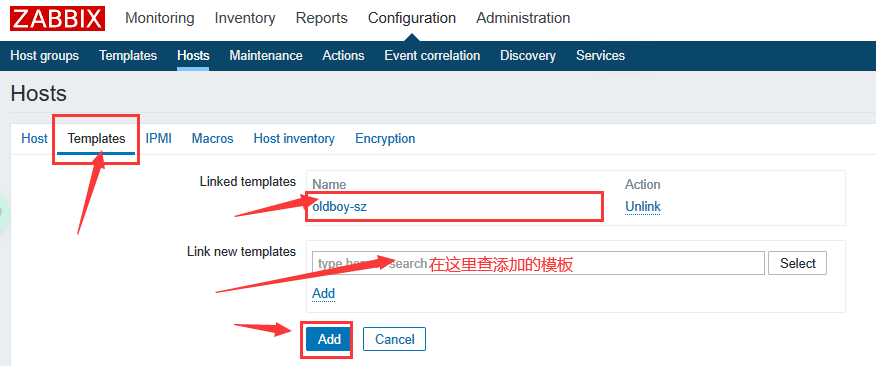 ZABBIX Monitoring Inventory Reports Configuration Administration
Host groups Templates Hosts Maintenance Actions Event correlation Discovery Services
Hosts
Host Templates IPMI Macros Host inventory Encryption
Linked templates Name Action
oldboy-sz Unlink
Link new templates
type here search 在这里查添加的模板 Select
Add
Add Cancel